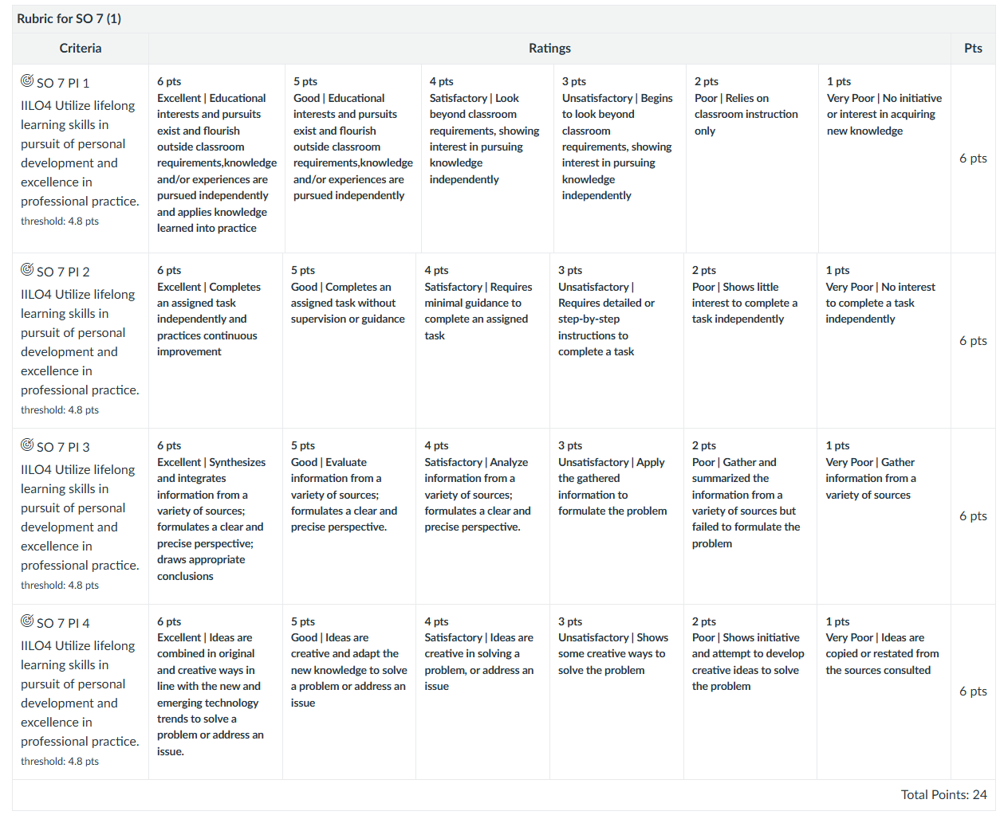 Rubric for SO 7 (1)
Criteria
Ratings
Pts
SO 7 PI 1
IILO4 Utilize lifelong
learning skills in
pursuit of personal
development and
excellence in
professional practice.
threshold: 4.8 pts
6 pts
Excellent | Educational
interests and pursuits
exist and flourish
outside classroom
requirements,knowledge
and/or experiences are
pursued independently
and applies knowledge
learned into practice
5 pts
Good | Educational
interests and pursuits
exist and flourish
outside classroom
requirements,knowledge
and/or experiences are
pursued independently
4 pts
Satisfactory | Look
beyond classroom
requirements, showing
interest in pursuing
knowledge
independently
3 pts
Unsatisfactory | Begins
to look beyond
classroom
requirements, showing
interest in pursuing
knowledge
independently
2 pts
Poor | Relies on
classroom instruction
only
1 pts
Very Poor | No initiative
or interest in acquiring
new knowledge
6 pts
SO 7 PI 2
IILO4 Utilize lifelong
learning skills in
pursuit of personal
development and
excellence in
professional practice.
threshold: 4.8 pts
6 pts
Excellent | Completes
an assigned task
independently and
practices continuous
improvement
5 pts
Good | Completes an
assigned task without
supervision or guidance
4 pts
Satisfactory | Requires
minimal guidance to
complete an assigned
task
3 pts
Unsatisfactory |
Requires detailed or
step-by-step
instructions to
complete a task
2 pts
Poor | Shows little
interest to complete a
task independently
1 pts
Very Poor | No interest
to complete a task
independently
6 pts
SO 7 PI 3
IILO4 Utilize lifelong
learning skills in
pursuit of personal
development and
excellence in
professional practice.
threshold: 4.8 pts
6 pts
Excellent | Synthesizes
and integrates
information from a
variety of sources;
formulates a clear and
precise perspective;
draws appropriate
conclusions
5 pts
Good | Evaluate
information from a
variety of sources;
formulates a clear and
precise perspective.
4 pts
Satisfactory | Analyze
information from a
variety of sources;
formulates a clear and
precise perspective.
3 pts
Unsatisfactory | Apply
the gathered
information to
formulate the problem
2 pts
Poor | Gather and
summarized the
information from a
variety of sources but
failed to formulate the
problem
1 pts
Very Poor | Gather
information from a
variety of sources
6 pts
SO 7 PI 4
IILO4 Utilize lifelong
learning skills in
pursuit of personal
development and
excellence in
professional practice.
threshold: 4.8 pts
6 pts
Excellent | Ideas are
combined in original
and creative ways in
line with the new and
emerging technology
trends to solve a
problem or address an
issue.
5 pts
Good | Ideas are
creative and adapt the
new knowledge to solve
a problem or address an
issue
4 pts
Satisfactory | Ideas are
creative in solving a
problem, or address an
issue
3 pts
Unsatisfactory | Shows
some creative ways to
solve the problem
2 pts
Poor | Shows initiative
and attempt to develop
creative ideas to solve
the problem
1 pts
Very Poor | Ideas are
copied or restated from
the sources consulted
6 pts
Total Points: 24